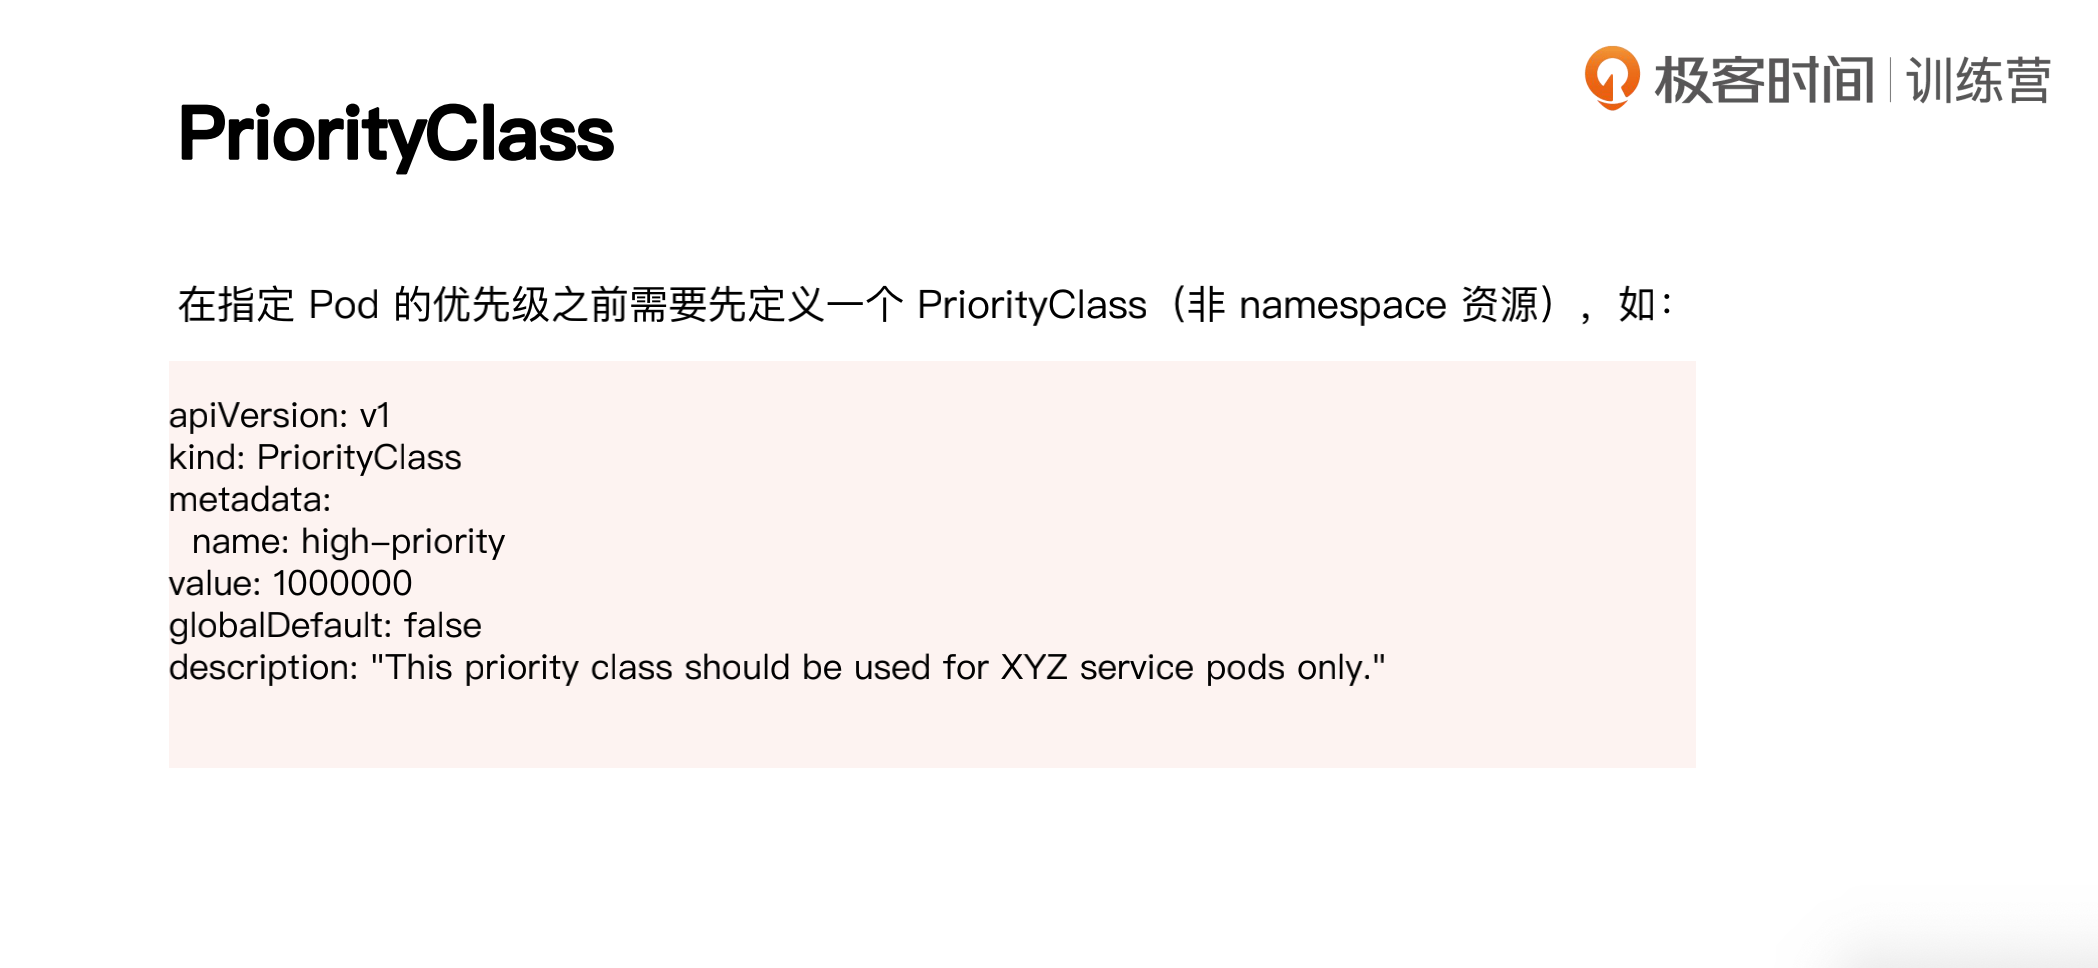 极客时间 | 训练营
PriorityClass
在指定 Pod 的优先级之前需要先定义一个 PriorityClass（非 namespace 资源），如：
apiVersion: v1
kind: PriorityClass
metadata:
  name: high-priority
value: 1000000
globalDefault: false
description: "This priority class should be used for XYZ service pods only."